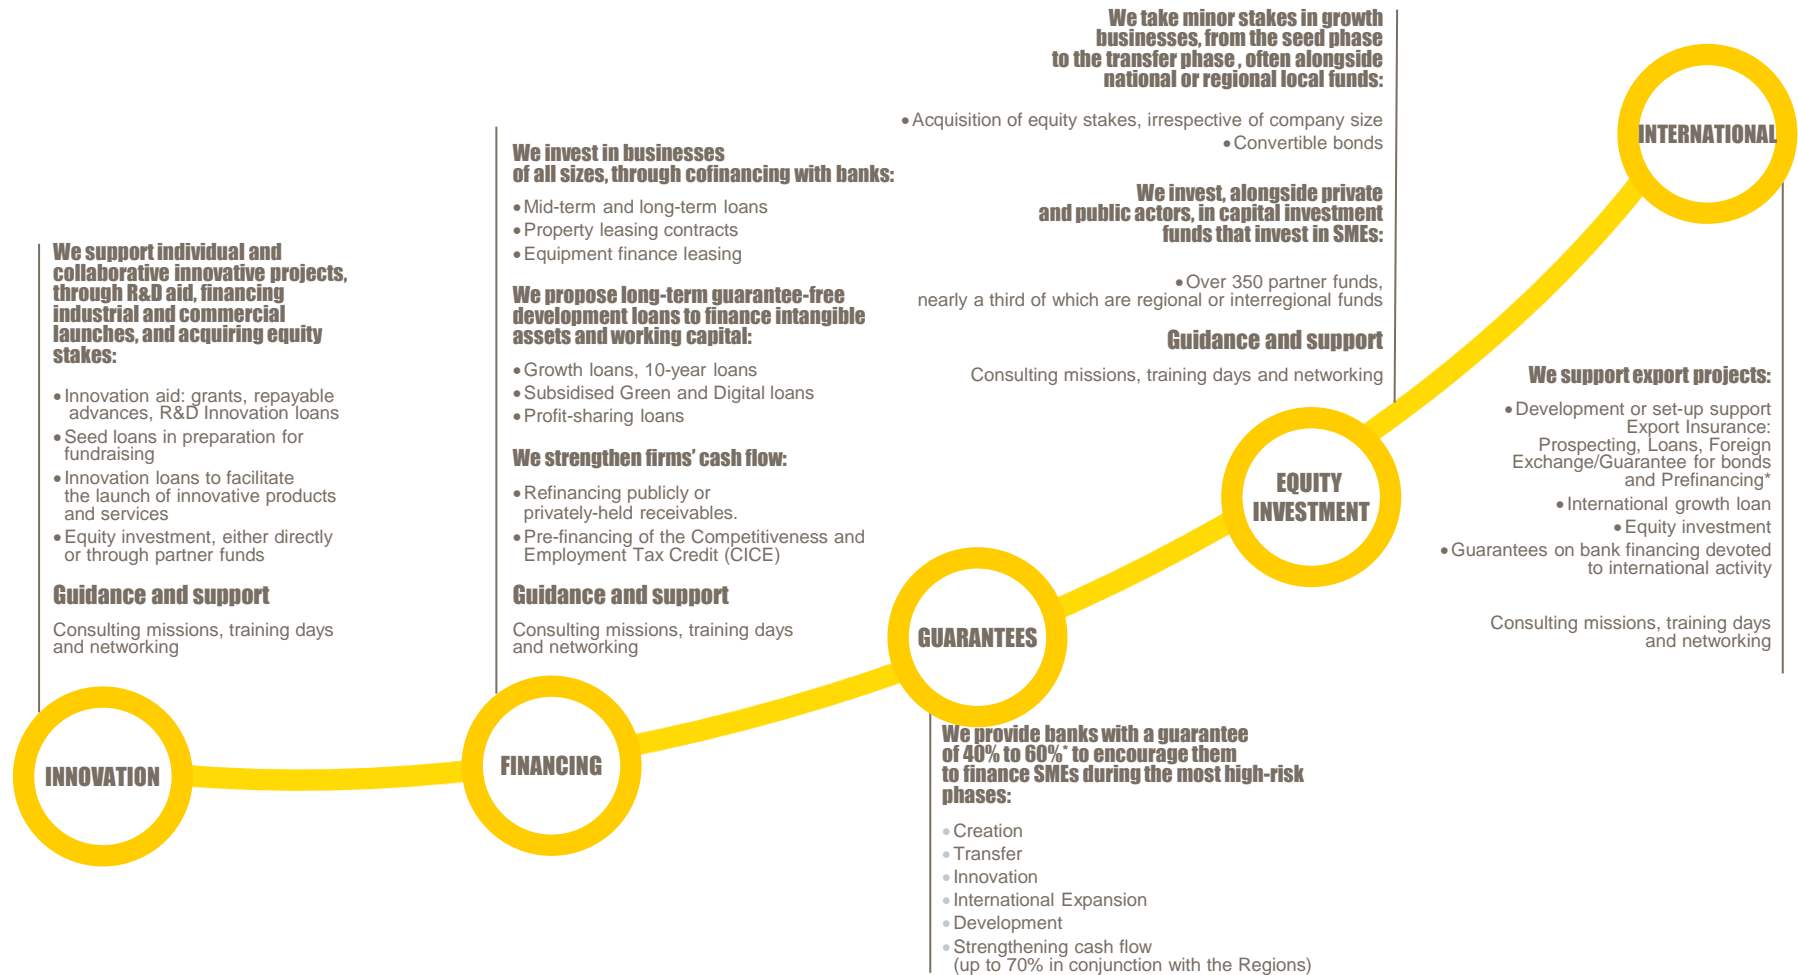 We support individual and
collaborative innovative projects,
through R&D aid, financing
industrial and commercial
launches, and acquiring equity
stakes:
• Innovation aid: grants, repayable
advances, R&D Innovation loans
• Seed loans in preparation for
fundraising
• Innovation loans to facilitate
the launch of innovative products
and services
• Equity investment, either directly
or through partner funds
Guidance and support
Consulting missions, training days
and networking
INNOVATION
We invest in businesses
of all sizes, through cofinancing with banks:
• Mid-term and long-term loans
• Property leasing contracts
• Equipment finance leasing
We propose long-term guarantee-free
development loans to finance intangible
assets and working capital:
• Growth loans, 10-year loans
• Subsidised Green and Digital loans
• Profit-sharing loans
We strengthen firms’ cash flow:
• Refinancing publicly or
privately-held receivables.
• Pre-financing of the Competitiveness and
Employment Tax Credit (CICE)
Guidance and support
Consulting missions, training days
and networking
FINANCING
GUARANTEES
We provide banks with a guarantee
of 40% to 60%* to encourage them
to finance SMEs during the most high-risk
phases:
• Creation
• Transfer
• Innovation
• International Expansion
• Development
• Strengthening cash flow
(up to 70% in conjunction with the Regions)
We take minor stakes in growth
businesses, from the seed phase
to the transfer phase , often alongside
national or regional local funds:
• Acquisition of equity stakes, irrespective of company size
• Convertible bonds
We invest, alongside private
and public actors, in capital investment
funds that invest in SMEs:
• Over 350 partner funds,
nearly a third of which are regional or interregional funds
Guidance and support
Consulting missions, training days and networking
EQUITY
INVESTMENT
INTERNATIONAL
We support export projects:
• Development or set-up support
Export Insurance:
Prospecting, Loans, Foreign
Exchange/Guarantee for bonds
and Prefinancing*
• International growth loan
• Equity investment
• Guarantees on bank financing devoted
to international activity
Consulting missions, training days
and networking